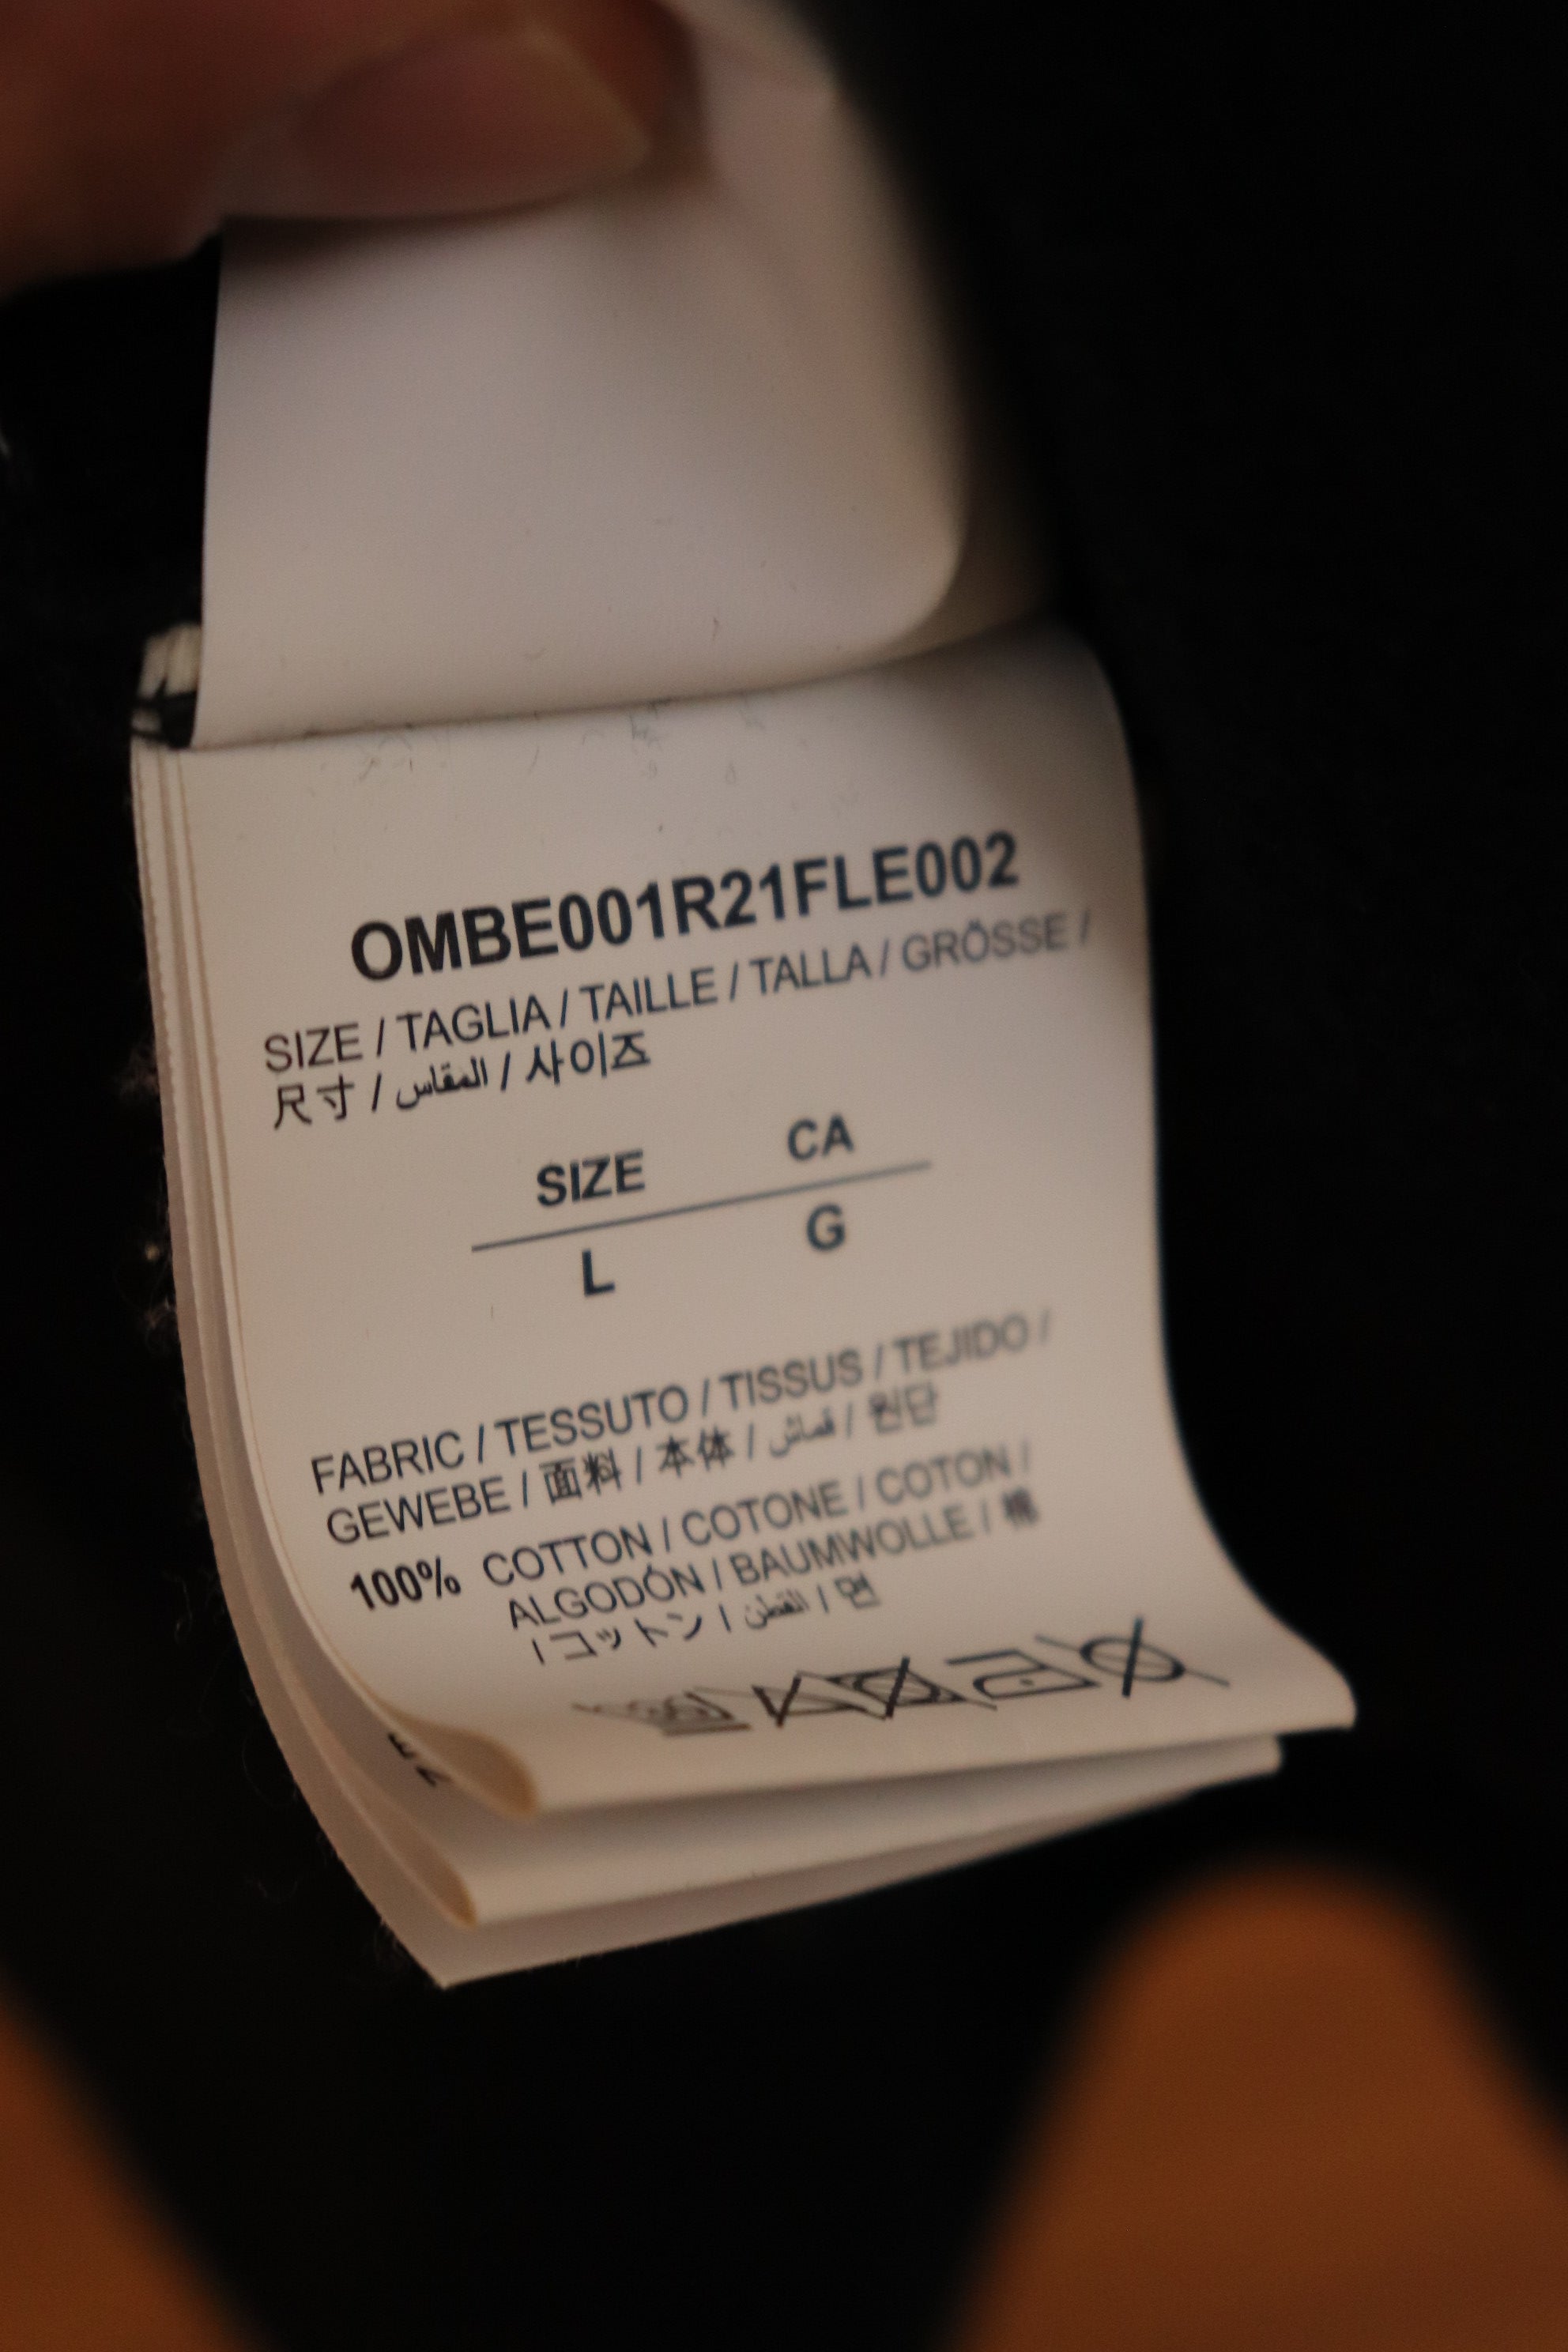 OMBE001R21FLE002
SIZE / TAGLIA / TAILLE / TALLA / GRÖSSE /
尺寸 / المقاس / 사이즈
SIZE CA
L G
FABRIC / TESSUTO / TISSUS / TEJIDO /
GEWEBE / 面料 / 本体 / قماش / 원단
100% COTTON / COTONE / COTON /
ALGODÓN / BAUMWOLLE / 棉
/ コットン / القطن / 면